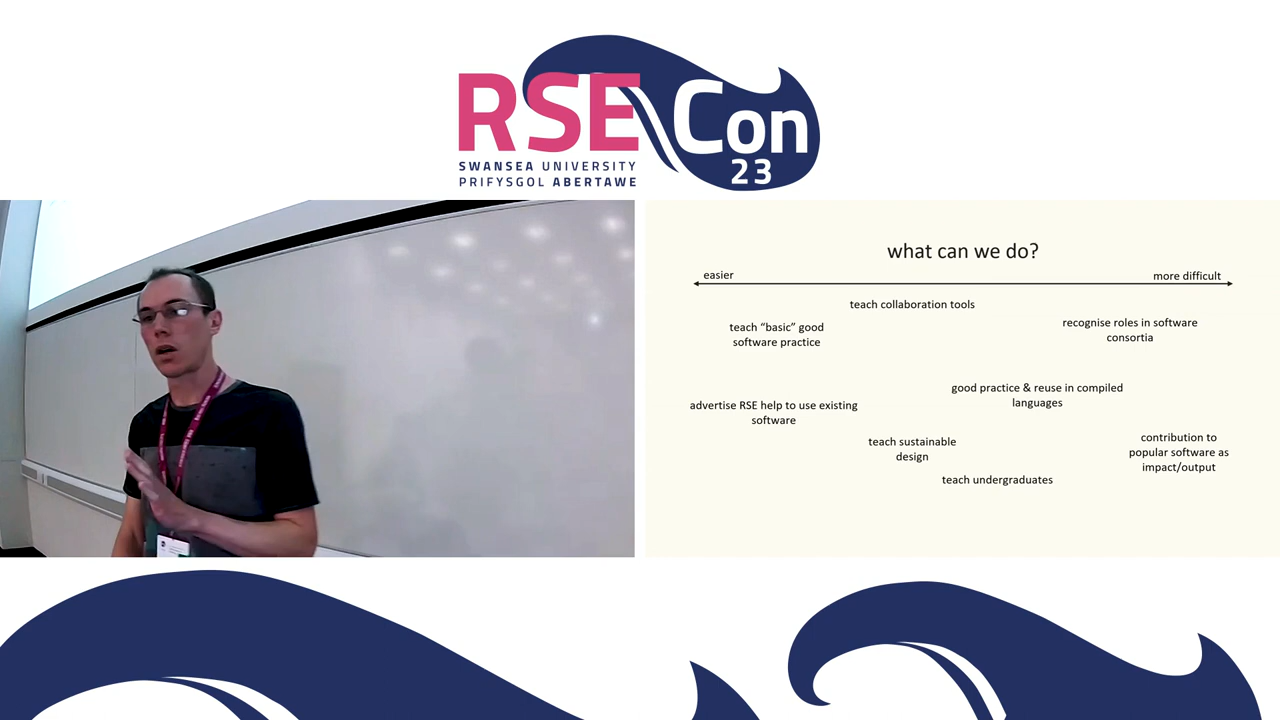 RSE Con
23
SWANSEA UNIVERSITY
PRIFYSGOL ABERTAWE
what can we do?
easier
more difficult
teach collaboration tools
teach “basic” good
software practice
recognise roles in software
consortia
good practice & reuse in compiled
languages
advertise RSE help to use existing
software
teach sustainable
design
contribution to
popular software as
impact/output
teach undergraduates